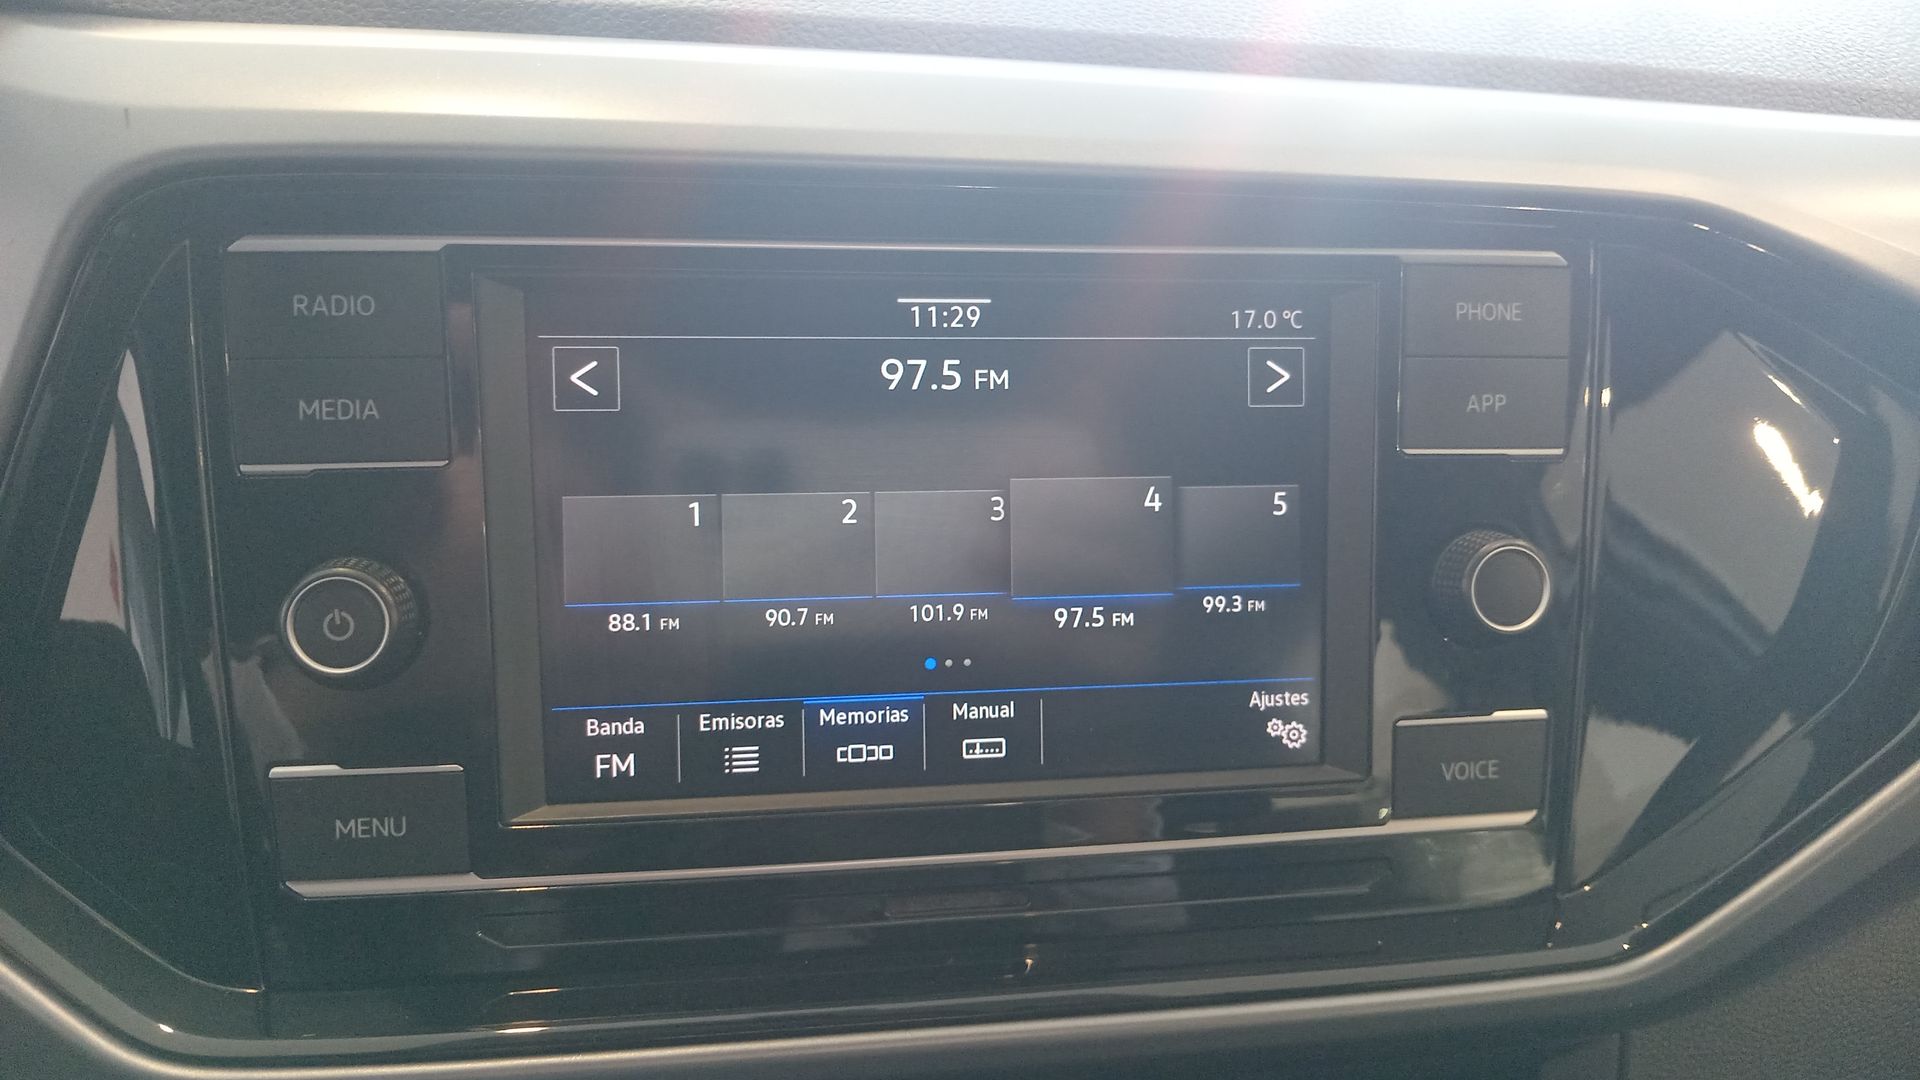 RADIO
MEDIA
MENU
11:29
17.0 °C
<
97.5 FM
>
1
2
3
4
5
88.1 FM
90.7 FM
101.9 FM
97.5 FM
99.3 FM
Banda
FM
Emisoras
Memorias
Manual
Ajustes
PHONE
APP
VOICE